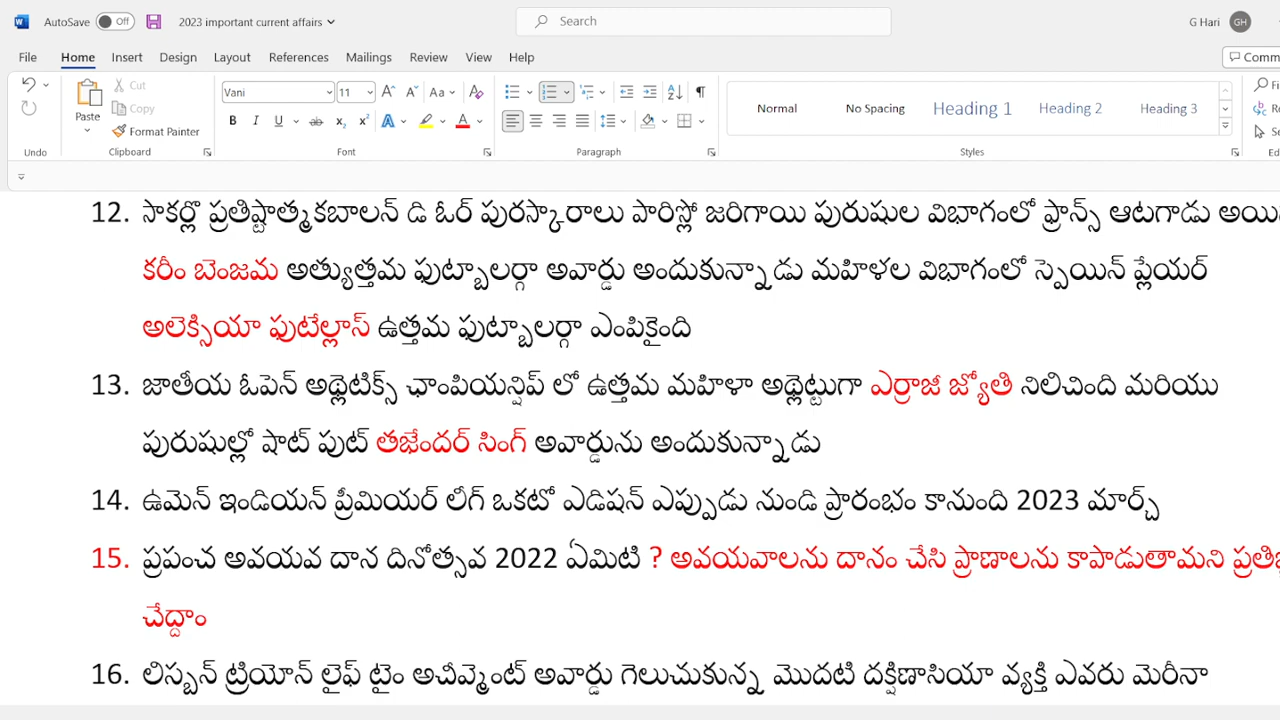 AutoSave Off 2023 important current affairs Search G Hari GH
File Home Insert Design Layout References Mailings Review View Help
Undo Paste Cut Copy Format Painter Clipboard
Vani 11 Font Paragraph
Normal No Spacing Heading 1 Heading 2 Heading 3 Styles
12. సాకర్లొ ప్రతిష్టాత్మకబాలన్ డి ఓర్ పురస్కారాలు పారిస్లో జరిగాయి పురుషుల విభాగంలో ఫ్రాన్స్ ఆటగాడు
కరీం బెంజమ అత్యుత్తమ ఫుట్బాలర్గా అవార్డు అందుకున్నాడు మహిళల విభాగంలో స్పెయిన్ ప్లేయర్
అలెక్సియా ఫుటేల్లాస్ ఉత్తమ ఫుట్బాలర్గా ఎంపికైంది
13. జాతీయ ఓపెన్ అథ్లెటిక్స్ ఛాంపియన్షిప్ లో ఉత్తమ మహిళా అథ్లెట్టుగా ఎర్రాజీ జ్యోతి నిలిచింది మరియు
పురుషుల్లో షాట్ పుట్ తజేందర్ సింగ్ అవార్డును అందుకున్నాడు
14. ఉమెన్ ఇండియన్ ప్రీమియర్ లీగ్ ఒకటో ఎడిషన్ ఎప్పుడు నుండి ప్రారంభం కానుంది 2023 మార్చ్
15. ప్రపంచ అవయవ దాన దినోత్సవ 2022 ఏమిటి ? అవయవాలను దానం చేసి ప్రాణాలను కాపాడుతామని
చేద్దాం
16. లిస్బన్ ట్రియోన్ లైఫ్ టైం అచీవ్మెంట్ అవార్డు గెలుచుకున్న మొదటి దక్షిణాసియా వ్యక్తి ఎవరు మెరీనా